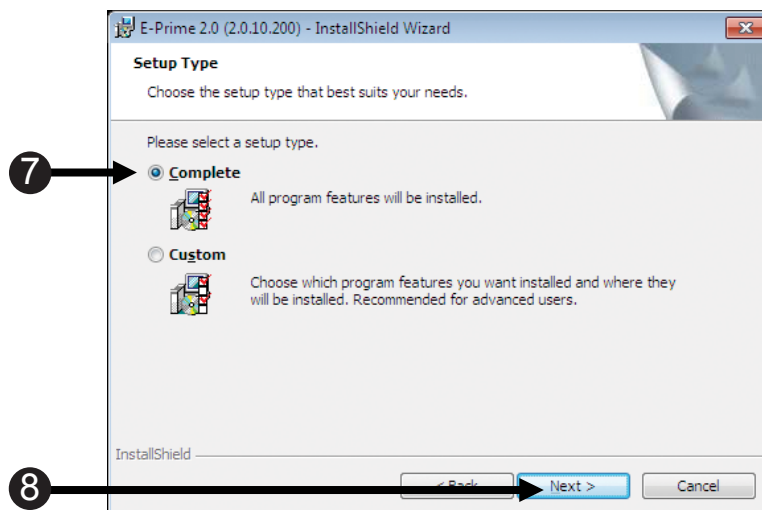 E-Prime 2.0 (2.0.10.200) - InstallShield Wizard
Setup Type
Choose the setup type that best suits your needs.
Please select a setup type.
7
Complete
All program features will be installed.
Custom
Choose which program features you want installed and where they
will be installed. Recommended for advanced users.
InstallShield
8
< Back Next > Cancel